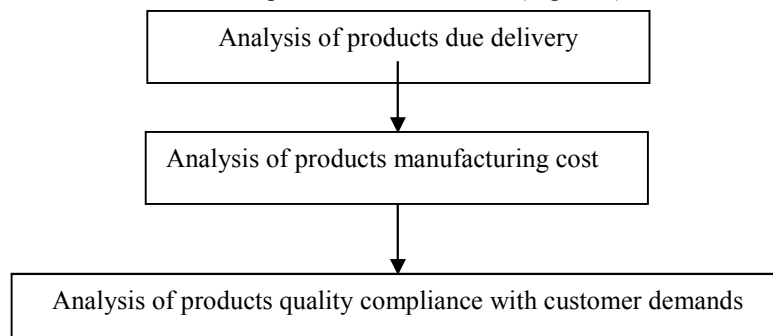 Analysis of products due delivery
Analysis of products manufacturing cost
Analysis of products quality compliance with customer demands